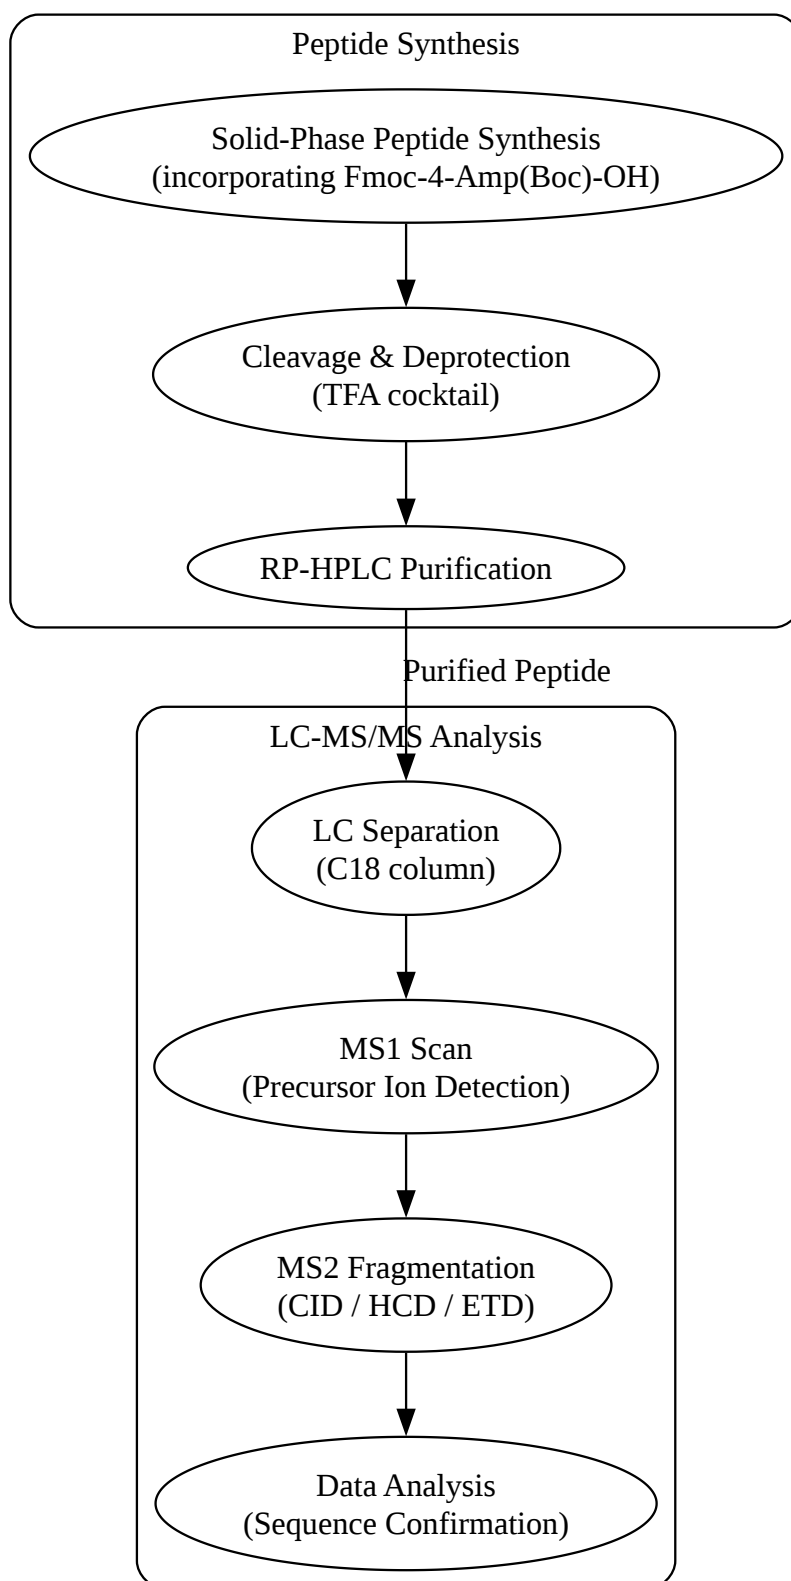 Peptide Synthesis
Solid-Phase Peptide Synthesis
(incorporating Fmoc-4-Amp(Boc)-OH)
Cleavage & Deprotection
(TFA cocktail)
RP-HPLC Purification
Purified Peptide
LC-MS/MS Analysis
LC Separation
(C18 column)
MS1 Scan
(Precursor Ion Detection)
MS2 Fragmentation
(CID / HCD / ETD)
Data Analysis
(Sequence Confirmation)